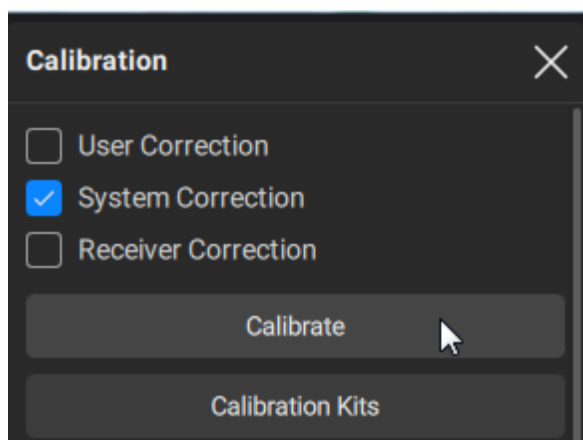 Calibration
User Correction
System Correction
Receiver Correction
Calibrate
Calibration Kits